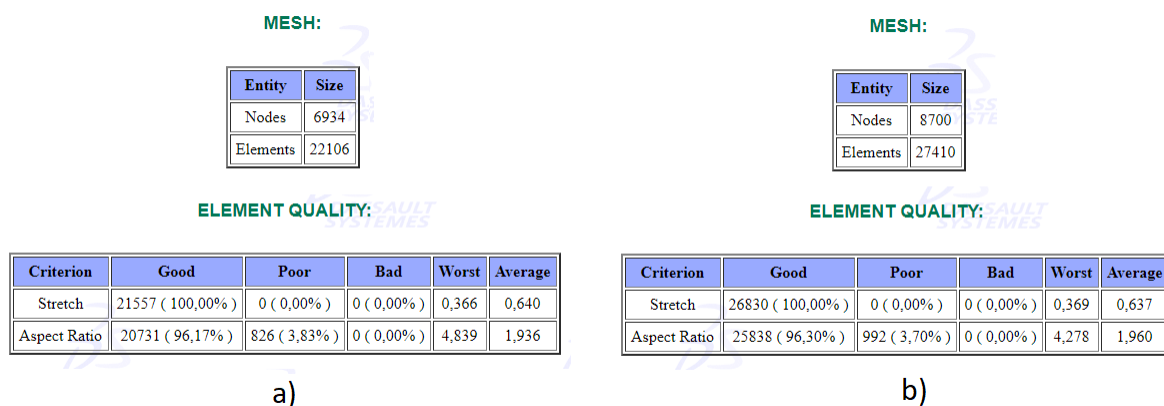 MESH:
Entity Size
Nodes 6934
Elements 22106
ELEMENT QUALITY:
Criterion Good Poor Bad Worst Average
Stretch 21557 ( 100,00% ) 0 ( 0,00% ) 0 ( 0,00% ) 0,366 0,640
Aspect Ratio 20731 ( 96,17% ) 826 ( 3,83% ) 0 ( 0,00% ) 4,839 1,936
a)
MESH:
Entity Size
Nodes 8700
Elements 27410
ELEMENT QUALITY:
Criterion Good Poor Bad Worst Average
Stretch 26830 ( 100,00% ) 0 ( 0,00% ) 0 ( 0,00% ) 0,369 0,637
Aspect Ratio 25838 ( 96,30% ) 992 ( 3,70% ) 0 ( 0,00% ) 4,278 1,960
b)